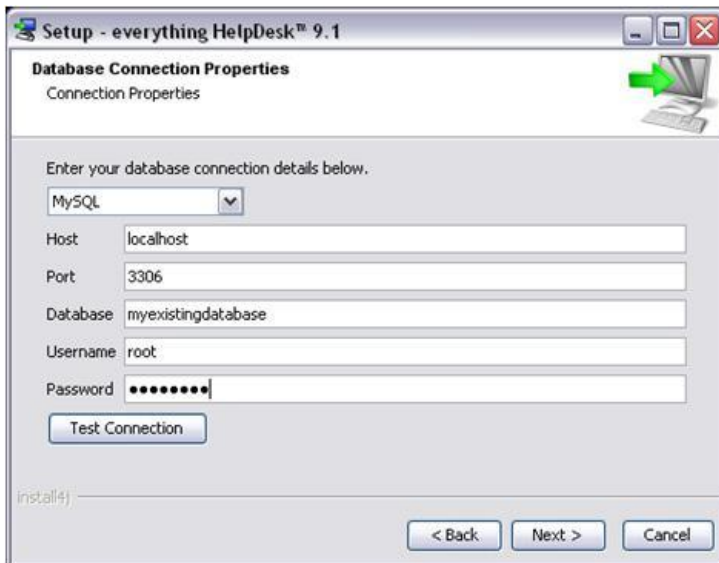 Setup - everything HelpDesk™ 9.1
Database Connection Properties
Connection Properties
Enter your database connection details below.
MySQL
Host localhost
Port 3306
Database myexistingdatabase
Username root
Password ●●●●●●●●
Test Connection
install4j
< Back Next > Cancel